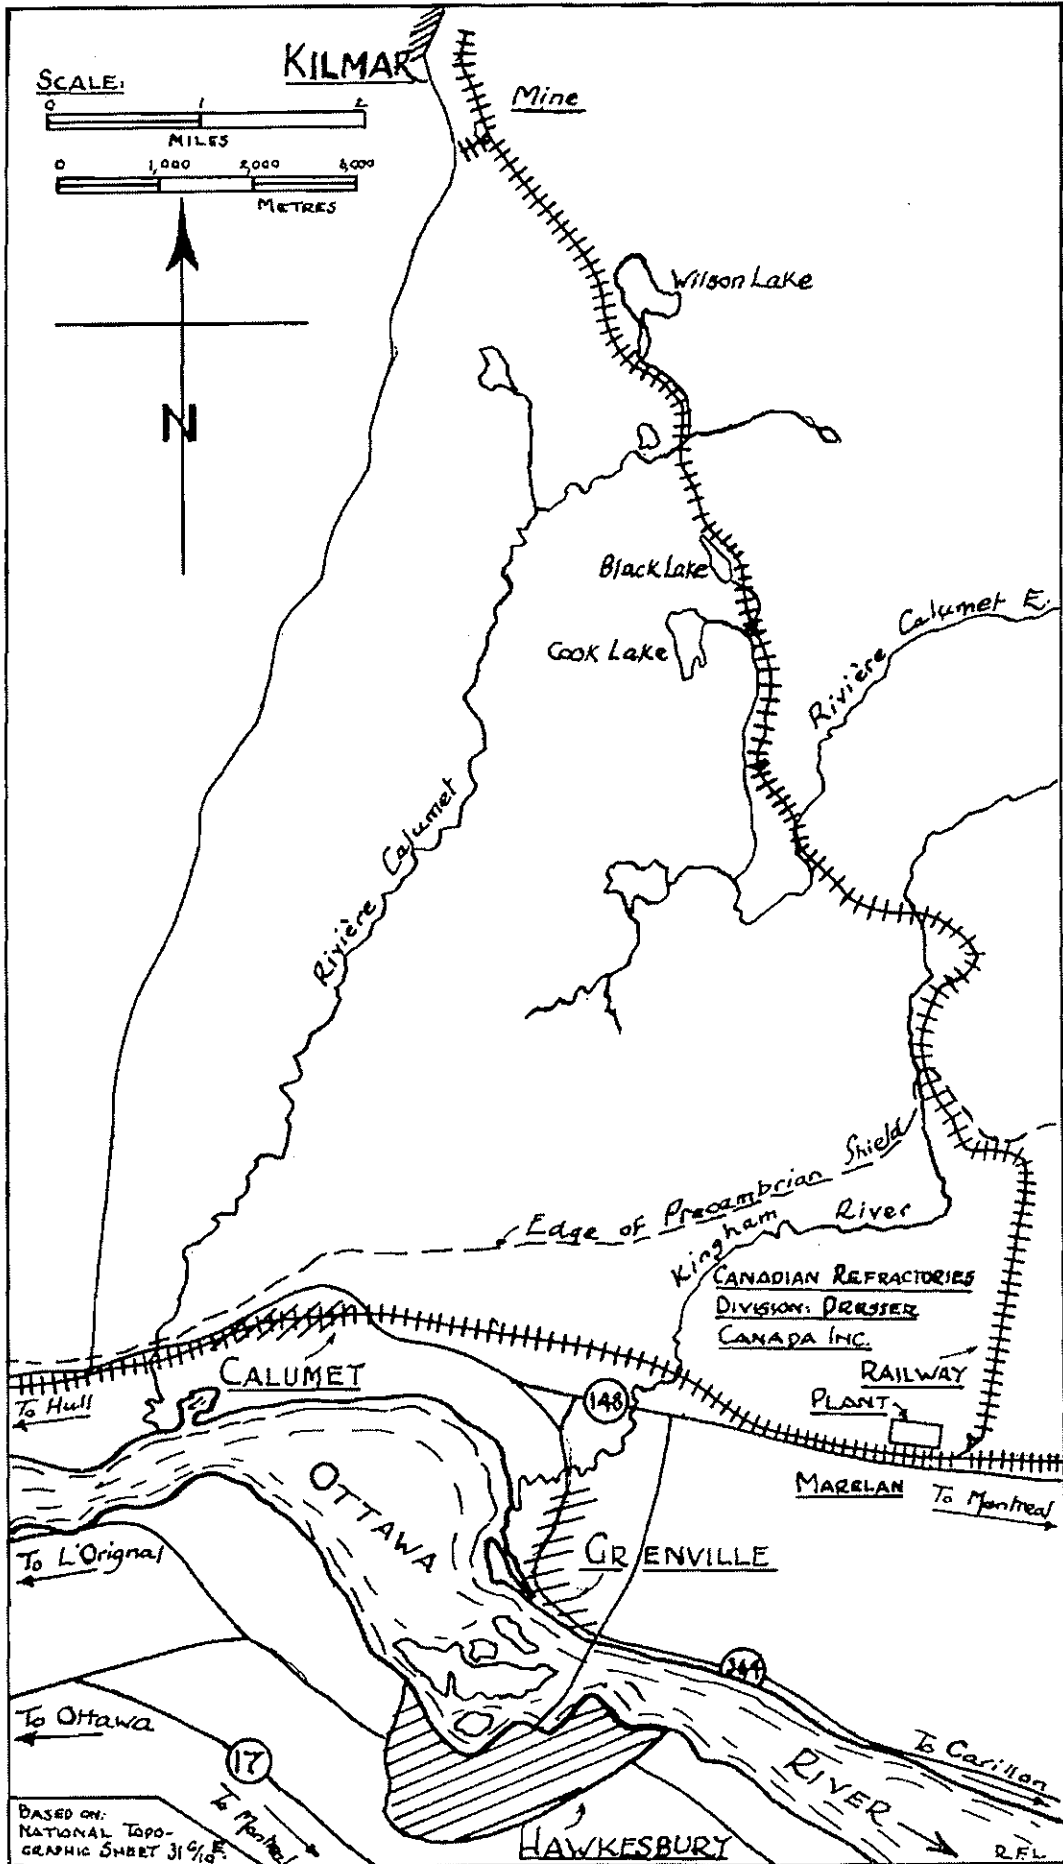 KILMAR
SCALE:
0 1 2
MILES
0 1,000 2,000 3,000
METRES
Mine
N
Wilson Lake
Black Lake
Cook Lake
Rivière Calumet E.
Rivière Calumet
Edge of Precambrian Shield
Kingham River
CANADIAN REFRACTORIES
DIVISION: DRESSER
CANADA INC.
RAILWAY
PLANT
CALUMET
148
To Hull
MARELAN
To Montreal
OTTAWA
To L'Orignal
GRENVILLE
To Ottawa
17
To Montreal
To Carillon
RIVER
HAWKESBURY
BASED ON:
NATIONAL TOPO-
GRAPHIC SHEET 31 G/10 E.
R.F.L.